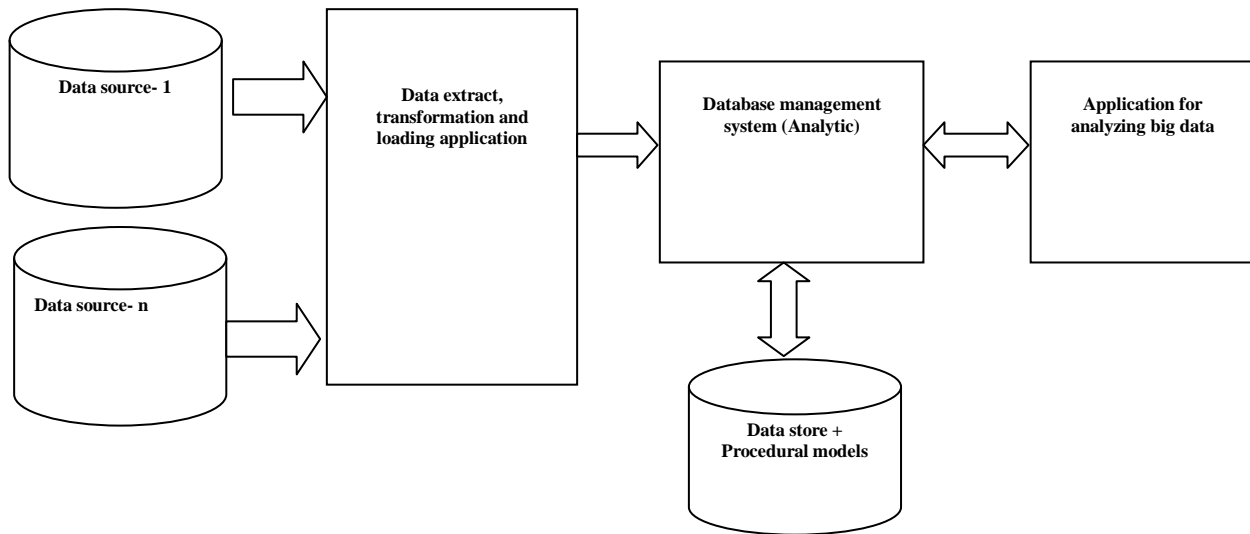 Data source- 1
Data extract,
transformation and
loading application
Database management
system (Analytic)
Application for
analyzing big data
Data source- n
Data store +
Procedural models